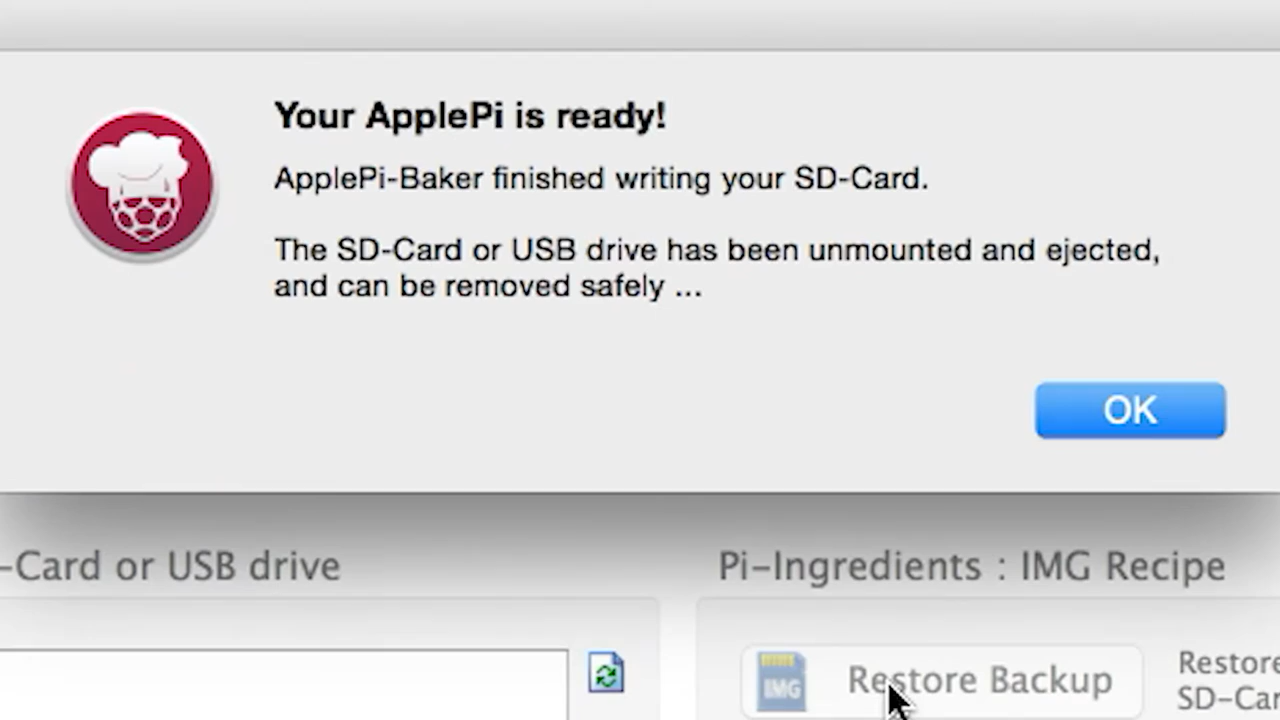 Your ApplePi is ready!
ApplePi-Baker finished writing your SD-Card.
The SD-Card or USB drive has been unmounted and ejected,
and can be removed safely ...
OK
-Card or USB drive
Pi-Ingredients : IMG Recipe
IMG
Restore Backup
Restore
SD-Car